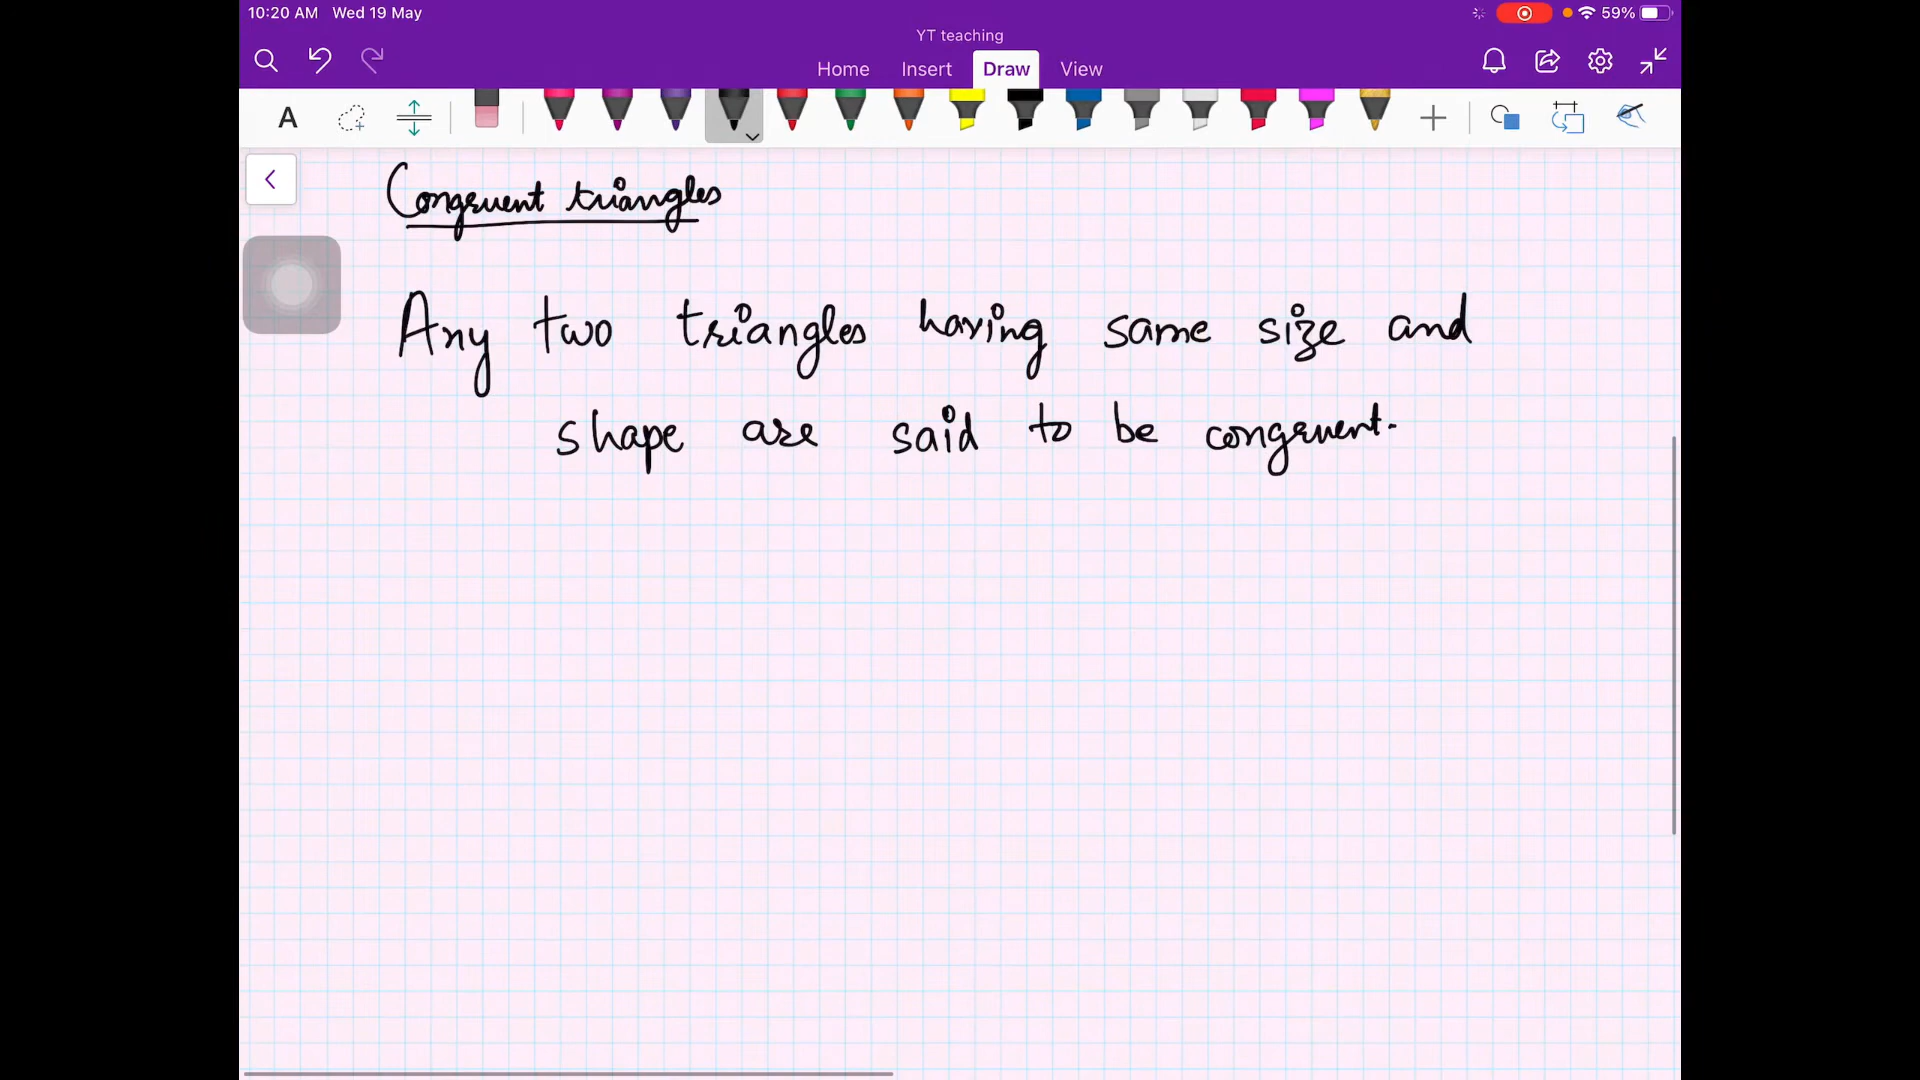 10:20 AM Wed 19 May
59%
YT teaching
Home Insert Draw View
A
Congruent triangles
Any two triangles having same size and
shape are said to be congruent.